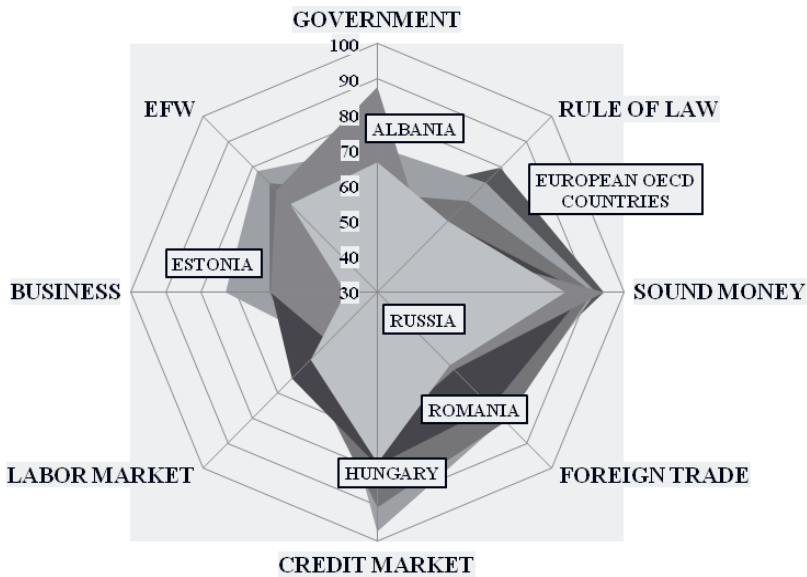 GOVERNMENT
100
90
80
70
60
50
40
30
EFW
RULE OF LAW
ALBANIA
EUROPEAN OECD
COUNTRIES
ESTONIA
BUSINESS
SOUND MONEY
RUSSIA
ROMANIA
HUNGARY
LABOR MARKET
FOREIGN TRADE
CREDIT MARKET